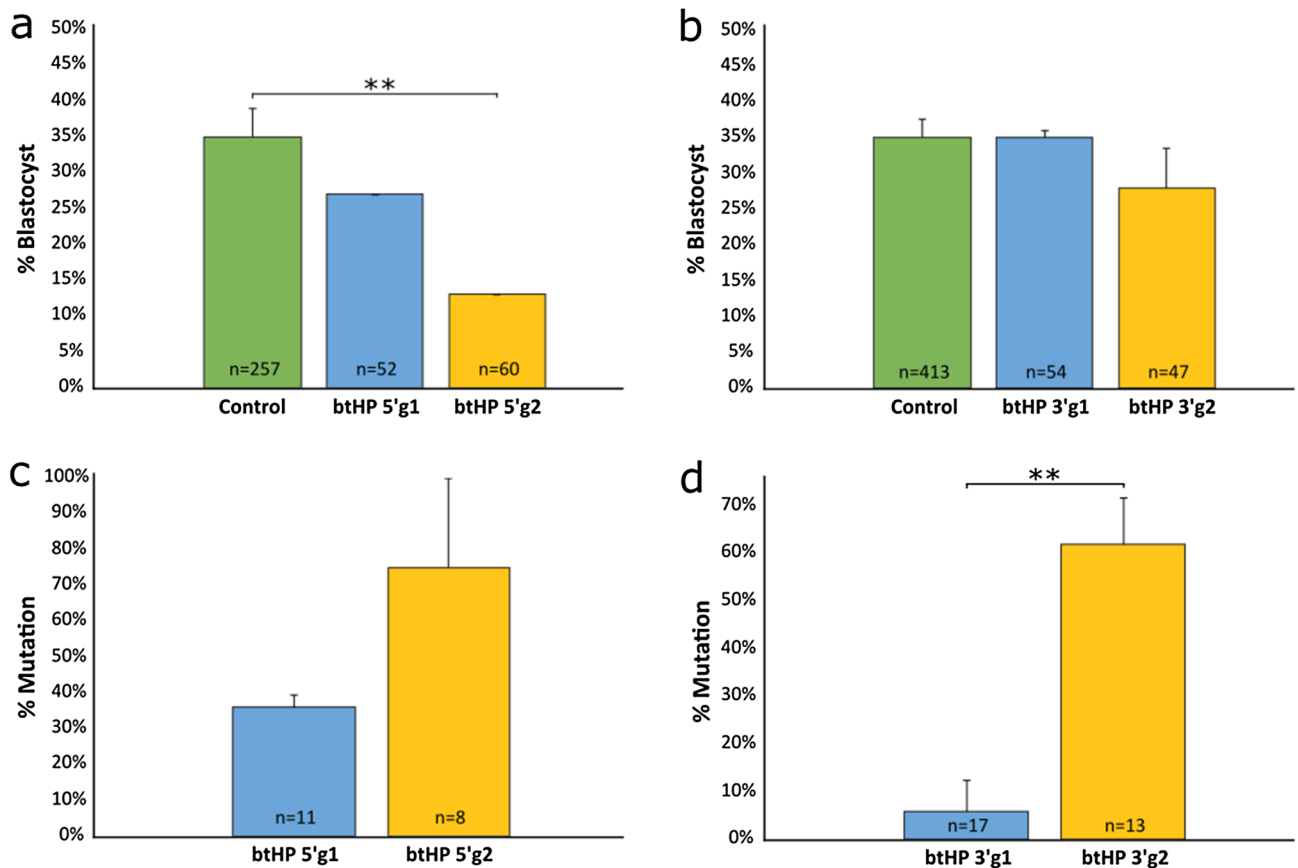 a
50%
45%
40%
35%
30%
25%
20%
15%
10%
5%
0%
% Blastocyst
**
n=257
n=52
n=60
Control
btHP 5'g1
btHP 5'g2
b
50%
45%
40%
35%
30%
25%
20%
15%
10%
5%
0%
% Blastocyst
n=413
n=54
n=47
Control
btHP 3'g1
btHP 3'g2
c
100%
90%
80%
70%
60%
50%
40%
30%
20%
10%
0%
% Mutation
n=11
n=8
btHP 5'g1
btHP 5'g2
d
70%
60%
50%
40%
30%
20%
10%
0%
% Mutation
**
n=17
n=13
btHP 3'g1
btHP 3'g2